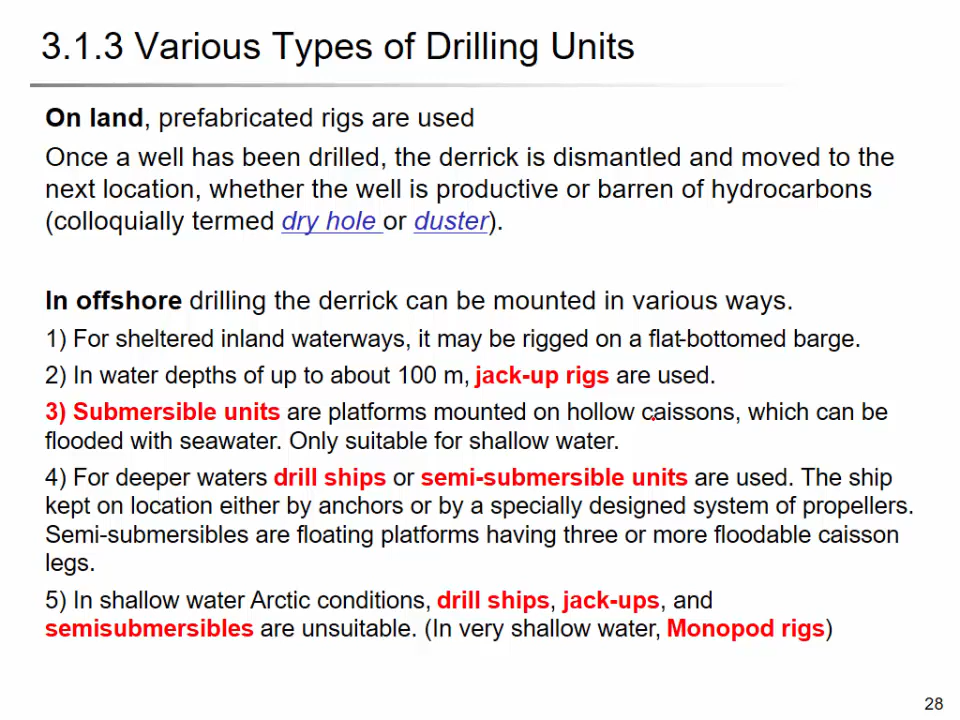 3.1.3 Various Types of Drilling Units
On land, prefabricated rigs are used
Once a well has been drilled, the derrick is dismantled and moved to the
next location, whether the well is productive or barren of hydrocarbons
(colloquially termed dry hole or duster).
In offshore drilling the derrick can be mounted in various ways.
1) For sheltered inland waterways, it may be rigged on a flat-bottomed barge.
2) In water depths of up to about 100 m, jack-up rigs are used.
3) Submersible units are platforms mounted on hollow caissons, which can be
flooded with seawater. Only suitable for shallow water.
4) For deeper waters drill ships or semi-submersible units are used. The ship
kept on location either by anchors or by a specially designed system of propellers.
Semi-submersibles are floating platforms having three or more floodable caisson
legs.
5) In shallow water Arctic conditions, drill ships, jack-ups, and
semisubmersibles are unsuitable. (In very shallow water, Monopod rigs)
28